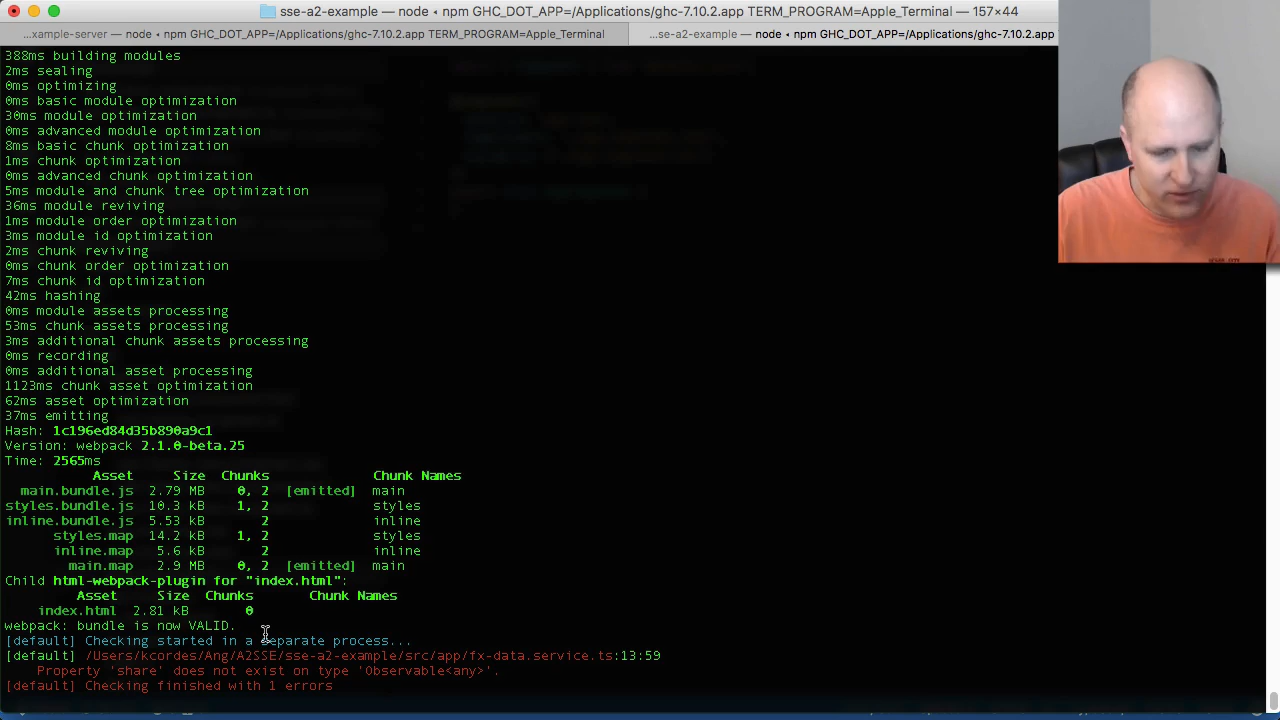 sse-a2-example — node ◂ npm GHC_DOT_APP=/Applications/ghc-7.10.2.app TERM_PROGRAM=Apple_Terminal — 157×44
...xample-server — node ◂ npm GHC_DOT_APP=/Applications/ghc-7.10.2.app TERM_PROGRAM=Apple_Terminal
...se-a2-example — node ◂ npm GHC_DOT_APP=/Applications/ghc-7.10.2.app
388ms building modules
2ms sealing
0ms optimizing
0ms basic module optimization
30ms module optimization
0ms advanced module optimization
8ms basic chunk optimization
1ms chunk optimization
0ms advanced chunk optimization
5ms module and chunk tree optimization
36ms module reviving
1ms module order optimization
3ms module id optimization
2ms chunk reviving
0ms chunk order optimization
7ms chunk id optimization
42ms hashing
0ms module assets processing
53ms chunk assets processing
3ms additional chunk assets processing
0ms recording
0ms additional asset processing
1123ms chunk asset optimization
62ms asset optimization
37ms emitting
Hash: 1c196ed84d35b890a9c1
Version: webpack 2.1.0-beta.25
Time: 2565ms
Asset Size Chunks Chunk Names
main.bundle.js 2.79 MB 0, 2 [emitted] main
styles.bundle.js 10.3 kB 1, 2 styles
inline.bundle.js 5.53 kB 2 inline
styles.map 14.2 kB 1, 2 styles
inline.map 5.6 kB 2 inline
main.map 2.9 MB 0, 2 [emitted] main
Child html-webpack-plugin for "index.html":
Asset Size Chunks Chunk Names
index.html 2.81 kB 0
webpack: bundle is now VALID.
[default] Checking started in a separate process...
[default] /Users/kcordes/Ang/A2SSE/sse-a2-example/src/app/fx-data.service.ts:13:59
Property 'share' does not exist on type 'Observable<any>'.
[default] Checking finished with 1 errors